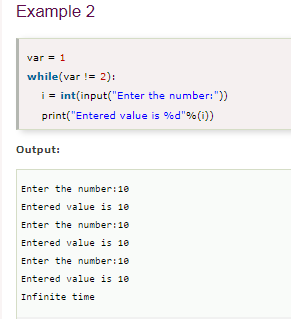 Example 2
var = 1
while(var != 2):
i = int(input("Enter the number:"))
print("Entered value is %d"%(i))
Output:
Enter the number:10
Entered value is 10
Enter the number:10
Entered value is 10
Enter the number:10
Entered value is 10
Infinite time